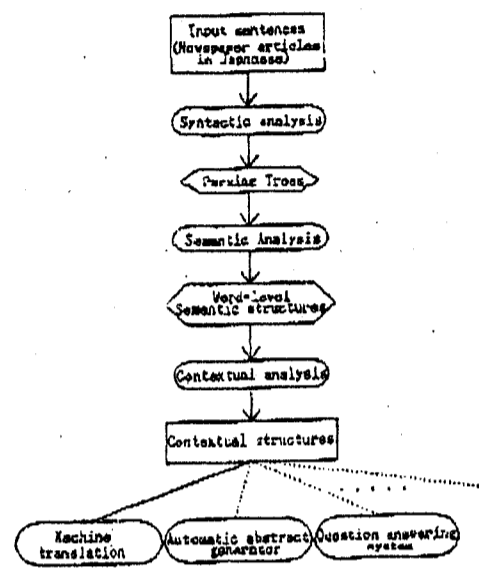 Input sentences
(Newspaper articles
in Japanese)
Syntactic analysis
Parsing Trees
Semantic Analysis
Word-level
Semantic structures
Contextual analysis
Contextual structures
Machine
translation
Automatic abstract
generator
Question answering
system